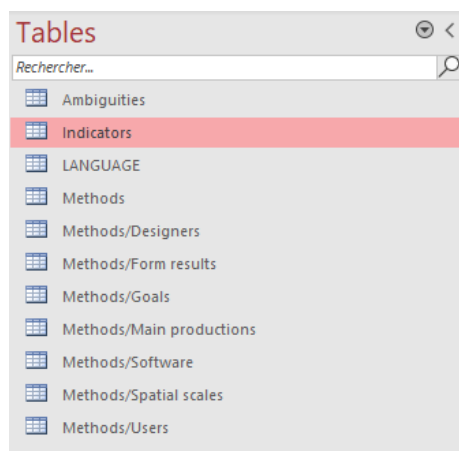 Tables
Rechercher...
Ambiguities
Indicators
LANGUAGE
Methods
Methods/Designers
Methods/Form results
Methods/Goals
Methods/Main productions
Methods/Software
Methods/Spatial scales
Methods/Users